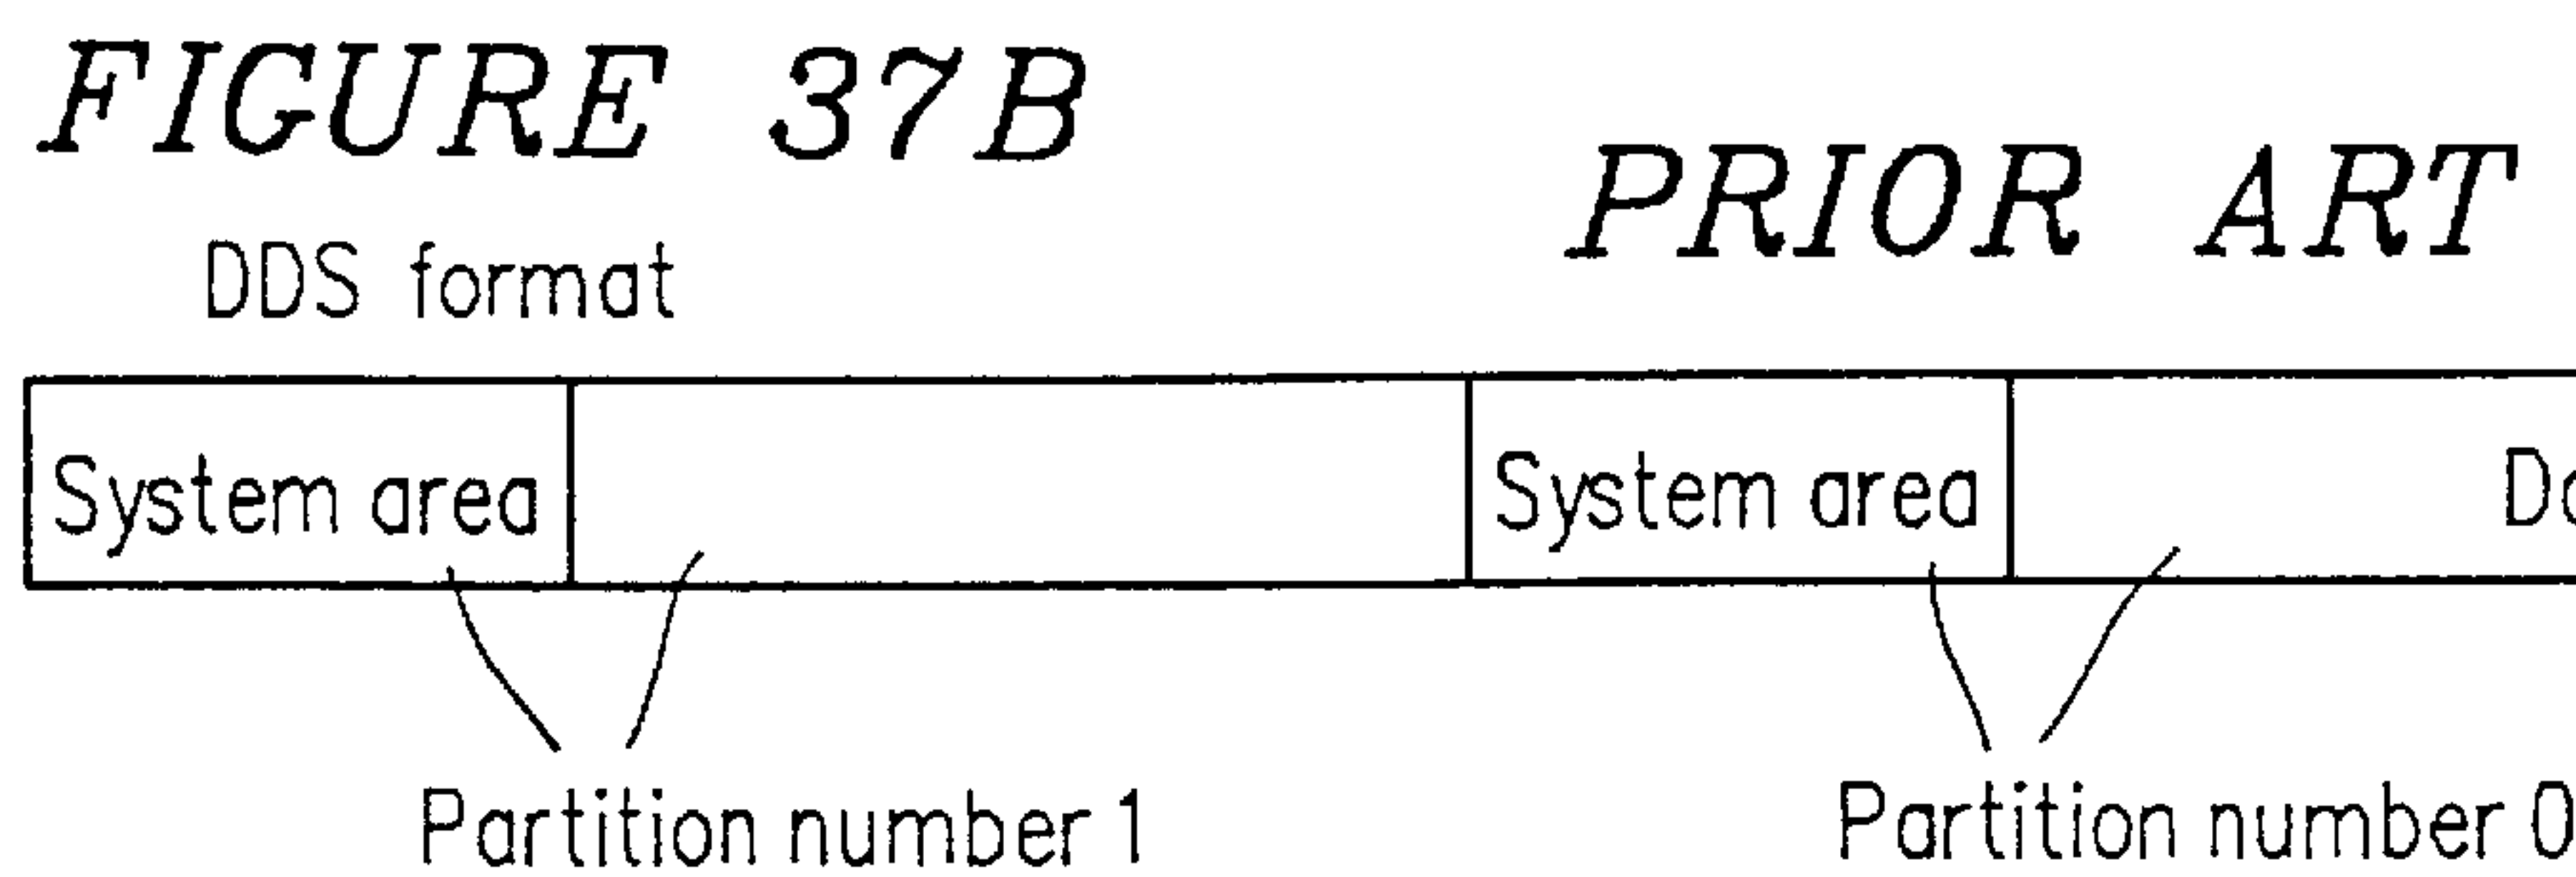 FIGURE 37B
PRIOR ART
DDS format
System area System area
Partition number 1 Partition number 0